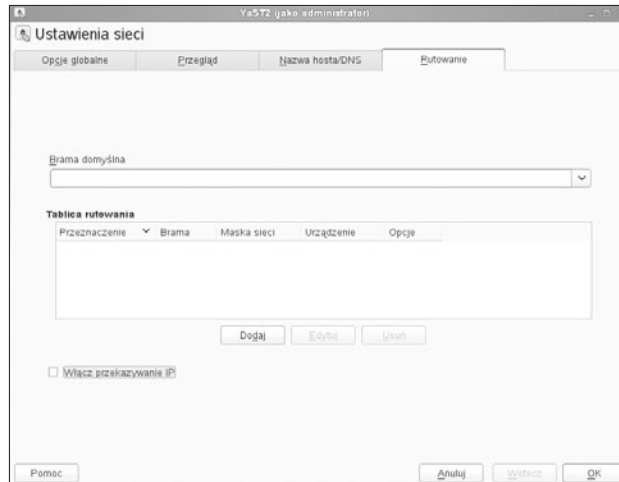 YaST2 (jako administrator)
Ustawienia sieci
Opcje globalne Przegląd Nazwa hosta/DNS Rutowanie
Brama domyślna
Tablica rutowania
Przeznaczenie Brama Maska sieci Urządzenie Opcje
Dodaj Edytuj Usuń
Włącz przekazywanie IP
Pomoc Anuluj Wstecz OK